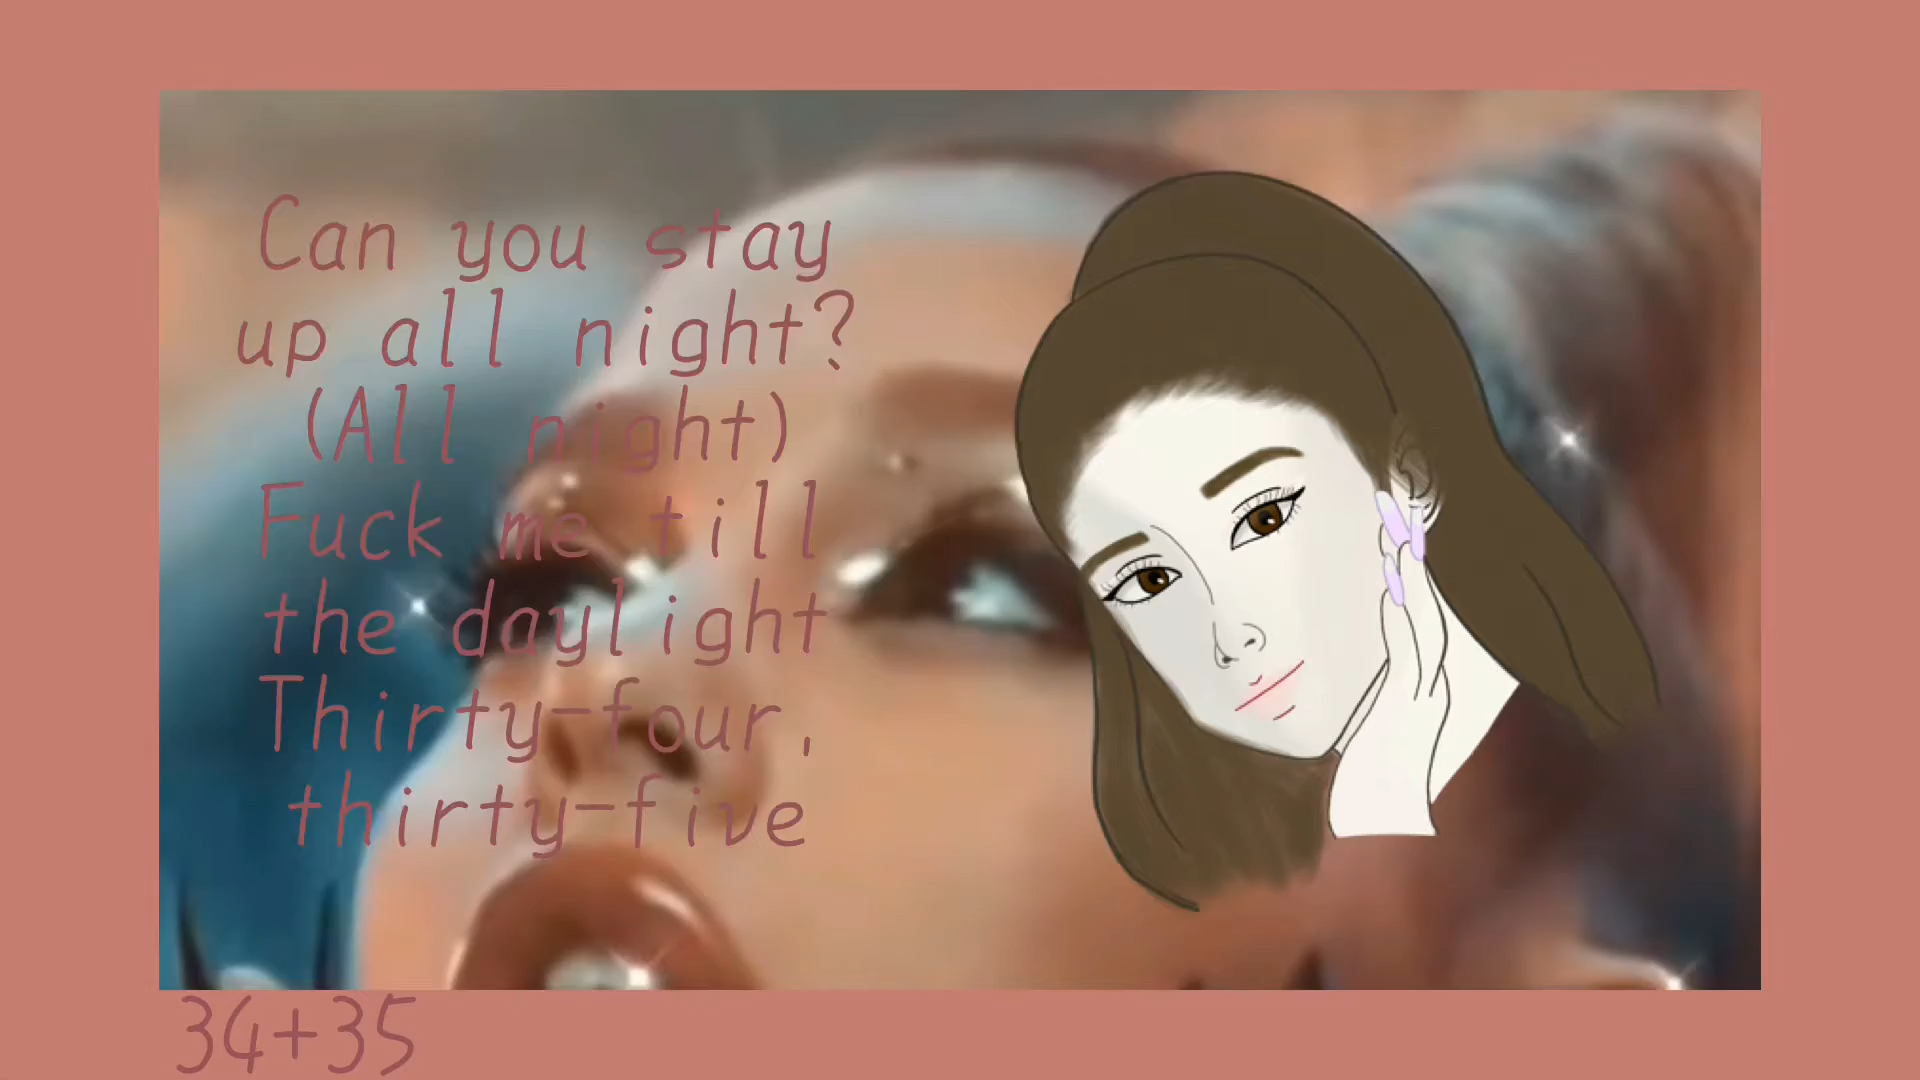 Can you stay
up all night?
(All night)
Fuck me till
the daylight
Thirty-four,
thirty-five
34+35